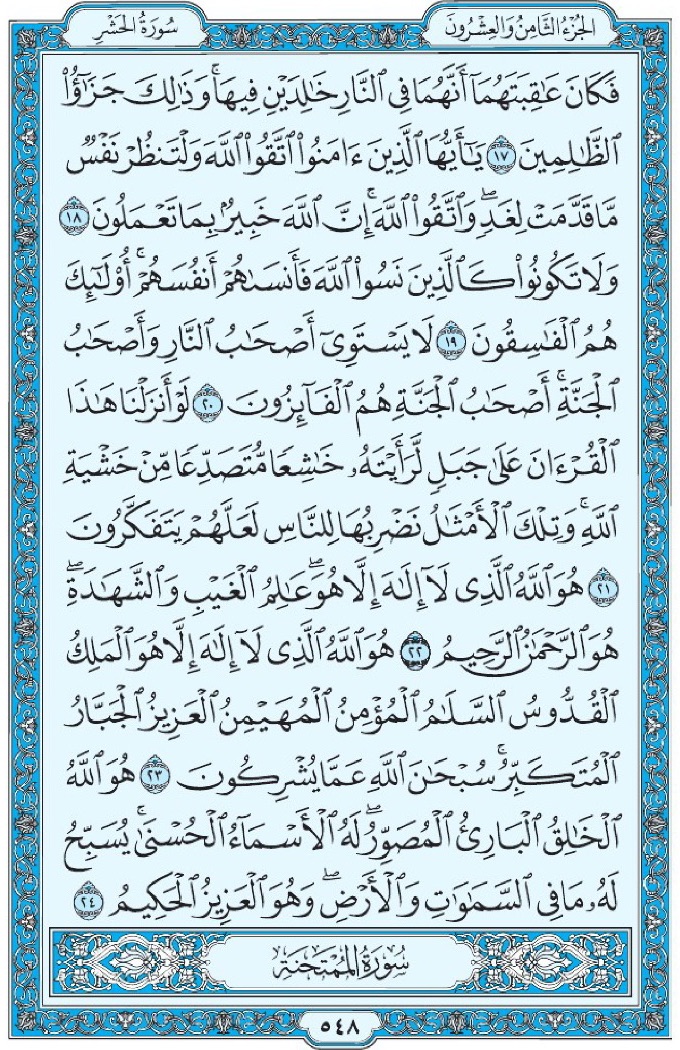 الجزء الثامن والعشرون
سورة الحشر
فَكَانَ عَٰقِبَتَهُمَآ أَنَّهُمَا فِي ٱلنَّارِ خَٰلِدَيۡنِ فِيهَاۚ وَذَٰلِكَ جَزَٰٓؤُاْ
ٱلظَّٰلِمِينَ ١٧ يَٰٓأَيُّهَا ٱلَّذِينَ ءَامَنُواْ ٱتَّقُواْ ٱللَّهَ وَلۡتَنظُرۡ نَفۡسٞ
مَّا قَدَّمَتۡ لِغَدٖۖ وَٱتَّقُواْ ٱللَّهَۚ إِنَّ ٱللَّهَ خَبِيرُۢ بِمَا تَعۡمَلُونَ ١٨
وَلَا تَكُونُواْ كَٱلَّذِينَ نَسُواْ ٱللَّهَ فَأَنسَىٰهُمۡ أَنفُسَهُمۡۚ أُوْلَٰٓئِكَ
هُمُ ٱلۡفَٰسِقُونَ ١٩ لَا يَسۡتَوِيٓ أَصۡحَٰبُ ٱلنَّارِ وَأَصۡحَٰبُ
ٱلۡجَنَّةِۚ أَصۡحَٰبُ ٱلۡجَنَّةِ هُمُ ٱلۡفَآئِزُونَ ٢٠ لَوۡ أَنزَلۡنَا هَٰذَا
ٱلۡقُرۡءَانَ عَلَىٰ جَبَلٖ لَّرَأَيۡتَهُۥ خَٰشِعٗا مُّتَصَدِّعٗا مِّنۡ خَشۡيَةِ
ٱللَّهِۚ وَتِلۡكَ ٱلۡأَمۡثَٰلُ نَضۡرِبُهَا لِلنَّاسِ لَعَلَّهُمۡ يَتَفَكَّرُونَ
٢١ هُوَ ٱللَّهُ ٱلَّذِي لَآ إِلَٰهَ إِلَّا هُوَۖ عَٰلِمُ ٱلۡغَيۡبِ وَٱلشَّهَٰدَةِۖ
هُوَ ٱلرَّحۡمَٰنُ ٱلرَّحِيمُ ٢٢ هُوَ ٱللَّهُ ٱلَّذِي لَآ إِلَٰهَ إِلَّا هُوَ ٱلۡمَلِكُ
ٱلۡقُدُّوسُ ٱلسَّلَٰمُ ٱلۡمُؤۡمِنُ ٱلۡمُهَيۡمِنُ ٱلۡعَزِيزُ ٱلۡجَبَّارُ
ٱلۡمُتَكَبِّرُۚ سُبۡحَٰنَ ٱللَّهِ عَمَّا يُشۡرِكُونَ ٢٣ هُوَ ٱللَّهُ
ٱلۡخَٰلِقُ ٱلۡبَارِئُ ٱلۡمُصَوِّرُۖ لَهُ ٱلۡأَسۡمَآءُ ٱلۡحُسۡنَىٰۚ يُسَبِّحُ
لَهُۥ مَا فِي ٱلسَّمَٰوَٰتِ وَٱلۡأَرۡضِۖ وَهُوَ ٱلۡعَزِيزُ ٱلۡحَكِيمُ ٢٤
سُورَةُ المُمْتَحنَةِ
٥٤٨